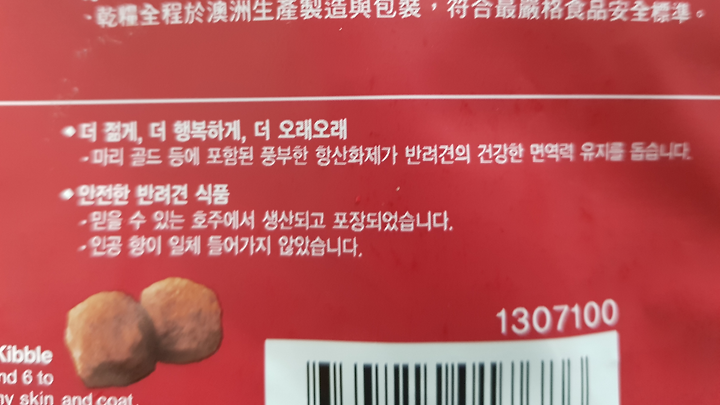 乾糧全程於澳洲生產製造與包裝，符合最嚴格食品安全標準。
더 젊게, 더 행복하게, 더 오래오래
-마리 골드 등에 포함된 풍부한 항산화제가 반려견의 건강한 면역력 유지를 돕습니다.
안전한 반려견 식품
-믿을 수 있는 호주에서 생산되고 포장되었습니다.
-인공 향이 일체 들어가지 않았습니다.
1307100
Kibble
nd 6 to
skin and coat.